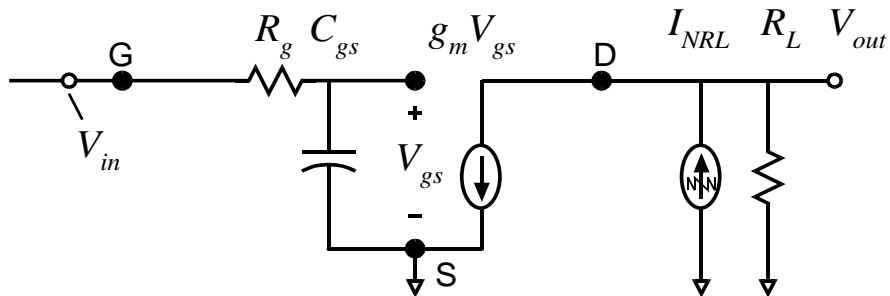 R_g C_gs g_m V_gs I_NRL R_L V_out
G D
V_in
+
V_gs
-
S